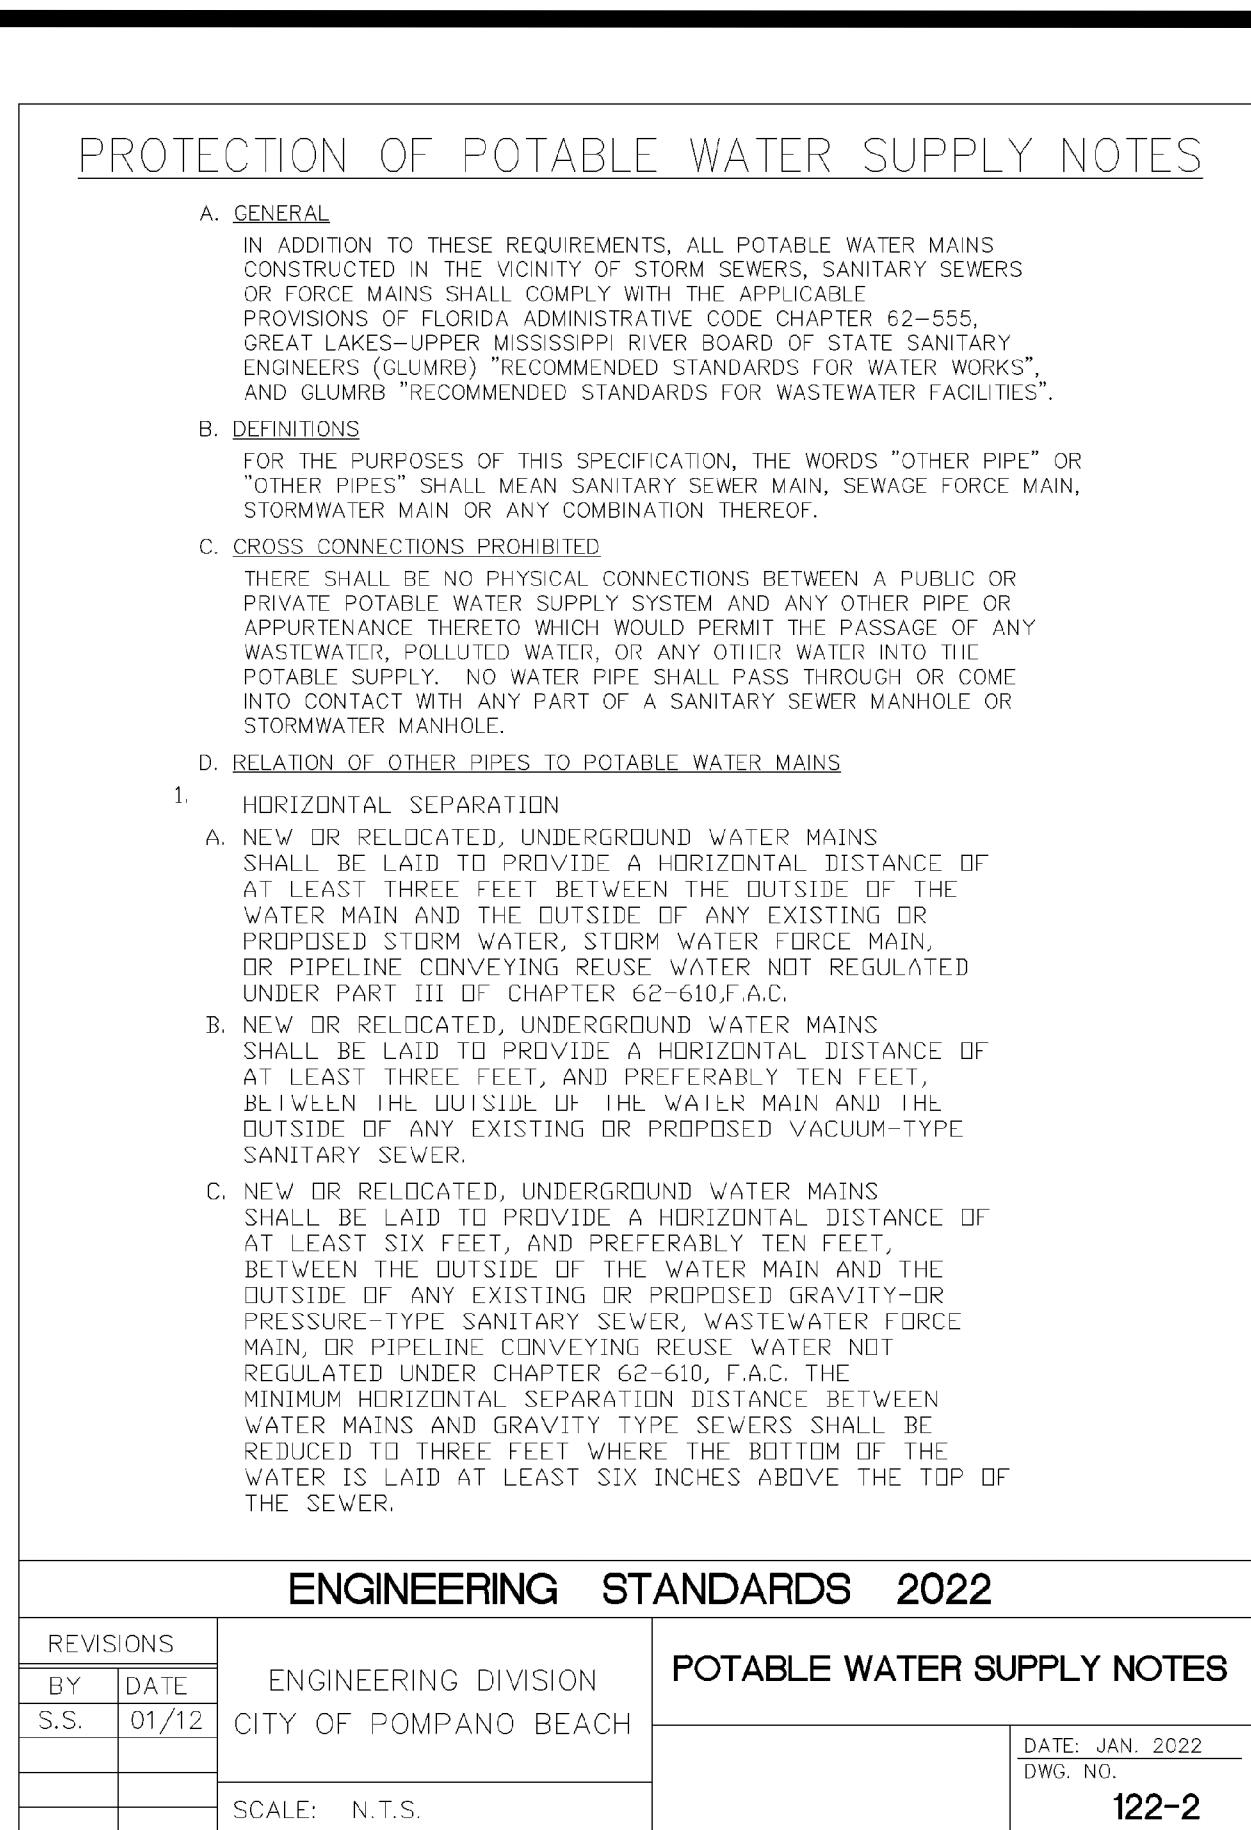 PROTECTION OF POTABLE WATER SUPPLY NOTES
A. GENERAL
IN ADDITION TO THESE REQUIREMENTS, ALL POTABLE WATER MAINS
CONSTRUCTED IN THE VICINITY OF STORM SEWERS, SANITARY SEWERS
OR FORCE MAINS SHALL COMPLY WITH THE APPLICABLE
PROVISIONS OF FLORIDA ADMINISTRATIVE CODE CHAPTER 62-555,
GREAT LAKES-UPPER MISSISSIPPI RIVER BOARD OF STATE SANITARY
ENGINEERS (GLUMRB) "RECOMMENDED STANDARDS FOR WATER WORKS",
AND GLUMRB "RECOMMENDED STANDARDS FOR WASTEWATER FACILITIES".
B. DEFINITIONS
FOR THE PURPOSES OF THIS SPECIFICATION, THE WORDS "OTHER PIPE" OR
"OTHER PIPES" SHALL MEAN SANITARY SEWER MAIN, SEWAGE FORCE MAIN,
STORMWATER MAIN OR ANY COMBINATION THEREOF.
C. CROSS CONNECTIONS PROHIBITED
THERE SHALL BE NO PHYSICAL CONNECTIONS BETWEEN A PUBLIC OR
PRIVATE POTABLE WATER SUPPLY SYSTEM AND ANY OTHER PIPE OR
APPURTENANCE THERETO WHICH WOULD PERMIT THE PASSAGE OF ANY
WASTEWATER, POLLUTED WATER, OR ANY OTHER WATER INTO THE
POTABLE SUPPLY. NO WATER PIPE SHALL PASS THROUGH OR COME
INTO CONTACT WITH ANY PART OF A SANITARY SEWER MANHOLE OR
STORMWATER MANHOLE.
D. RELATION OF OTHER PIPES TO POTABLE WATER MAINS
1. HORIZONTAL SEPARATION
A. NEW OR RELOCATED, UNDERGROUND WATER MAINS
SHALL BE LAID TO PROVIDE A HORIZONTAL DISTANCE OF
AT LEAST THREE FEET BETWEEN THE OUTSIDE OF THE
WATER MAIN AND THE OUTSIDE OF ANY EXISTING OR
PROPOSED STORM WATER, STORM WATER FORCE MAIN,
OR PIPELINE CONVEYING REUSE WATER NOT REGULATED
UNDER PART III OF CHAPTER 62-610,F.A.C.
B. NEW OR RELOCATED, UNDERGROUND WATER MAINS
SHALL BE LAID TO PROVIDE A HORIZONTAL DISTANCE OF
AT LEAST THREE FEET, AND PREFERABLY TEN FEET,
BETWEEN THE OUTSIDE OF THE WATER MAIN AND THE
OUTSIDE OF ANY EXISTING OR PROPOSED VACUUM-TYPE
SANITARY SEWER.
C. NEW OR RELOCATED, UNDERGROUND WATER MAINS
SHALL BE LAID TO PROVIDE A HORIZONTAL DISTANCE OF
AT LEAST SIX FEET, AND PREFERABLY TEN FEET,
BETWEEN THE OUTSIDE OF THE WATER MAIN AND THE
OUTSIDE OF ANY EXISTING OR PROPOSED GRAVITY-OR
PRESSURE-TYPE SANITARY SEWER, WASTEWATER FORCE
MAIN, OR PIPELINE CONVEYING REUSE WATER NOT
REGULATED UNDER CHAPTER 62-610, F.A.C. THE
MINIMUM HORIZONTAL SEPARATION DISTANCE BETWEEN
WATER MAINS AND GRAVITY TYPE SEWERS SHALL BE
REDUCED TO THREE FEET WHERE THE BOTTOM OF THE
WATER IS LAID AT LEAST SIX INCHES ABOVE THE TOP OF
THE SEWER.
ENGINEERING STANDARDS 2022
REVISIONS
BY DATE
S.S. 01/12
ENGINEERING DIVISION
CITY OF POMPANO BEACH
SCALE: N.T.S.
POTABLE WATER SUPPLY NOTES
DATE: JAN. 2022
DWG. NO.
122-2